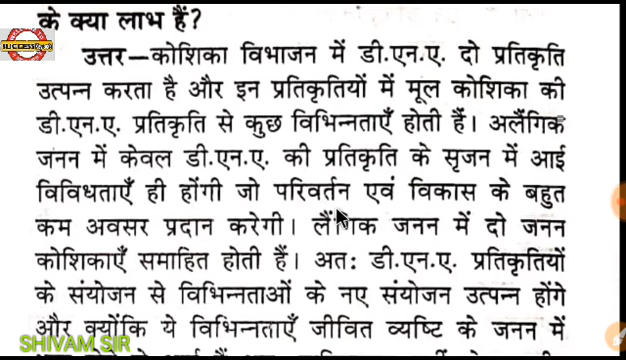 के क्या लाभ हैं?
SUCCESS
उत्तर—कोशिका विभाजन में डी.एन.ए. दो प्रतिकृति
उत्पन्न करता है और इन प्रतिकृतियों में मूल कोशिका की
डी.एन.ए. प्रतिकृति से कुछ विभिन्नताएँ होती हैं। अलैंगिक
जनन में केवल डी.एन.ए. की प्रतिकृति के सृजन में आई
विविधताएँ ही होंगी जो परिवर्तन एवं विकास के बहुत
कम अवसर प्रदान करेगी। लैंगिक जनन में दो जनन
कोशिकाएँ समाहित होती हैं। अत: डी.एन.ए. प्रतिकृतियों
के संयोजन से विभिन्नताओं के नए संयोजन उत्पन्न होंगे
और क्योंकि ये विभिन्नताएँ जीवित व्यष्टि के जनन में
SHIVAM SIR